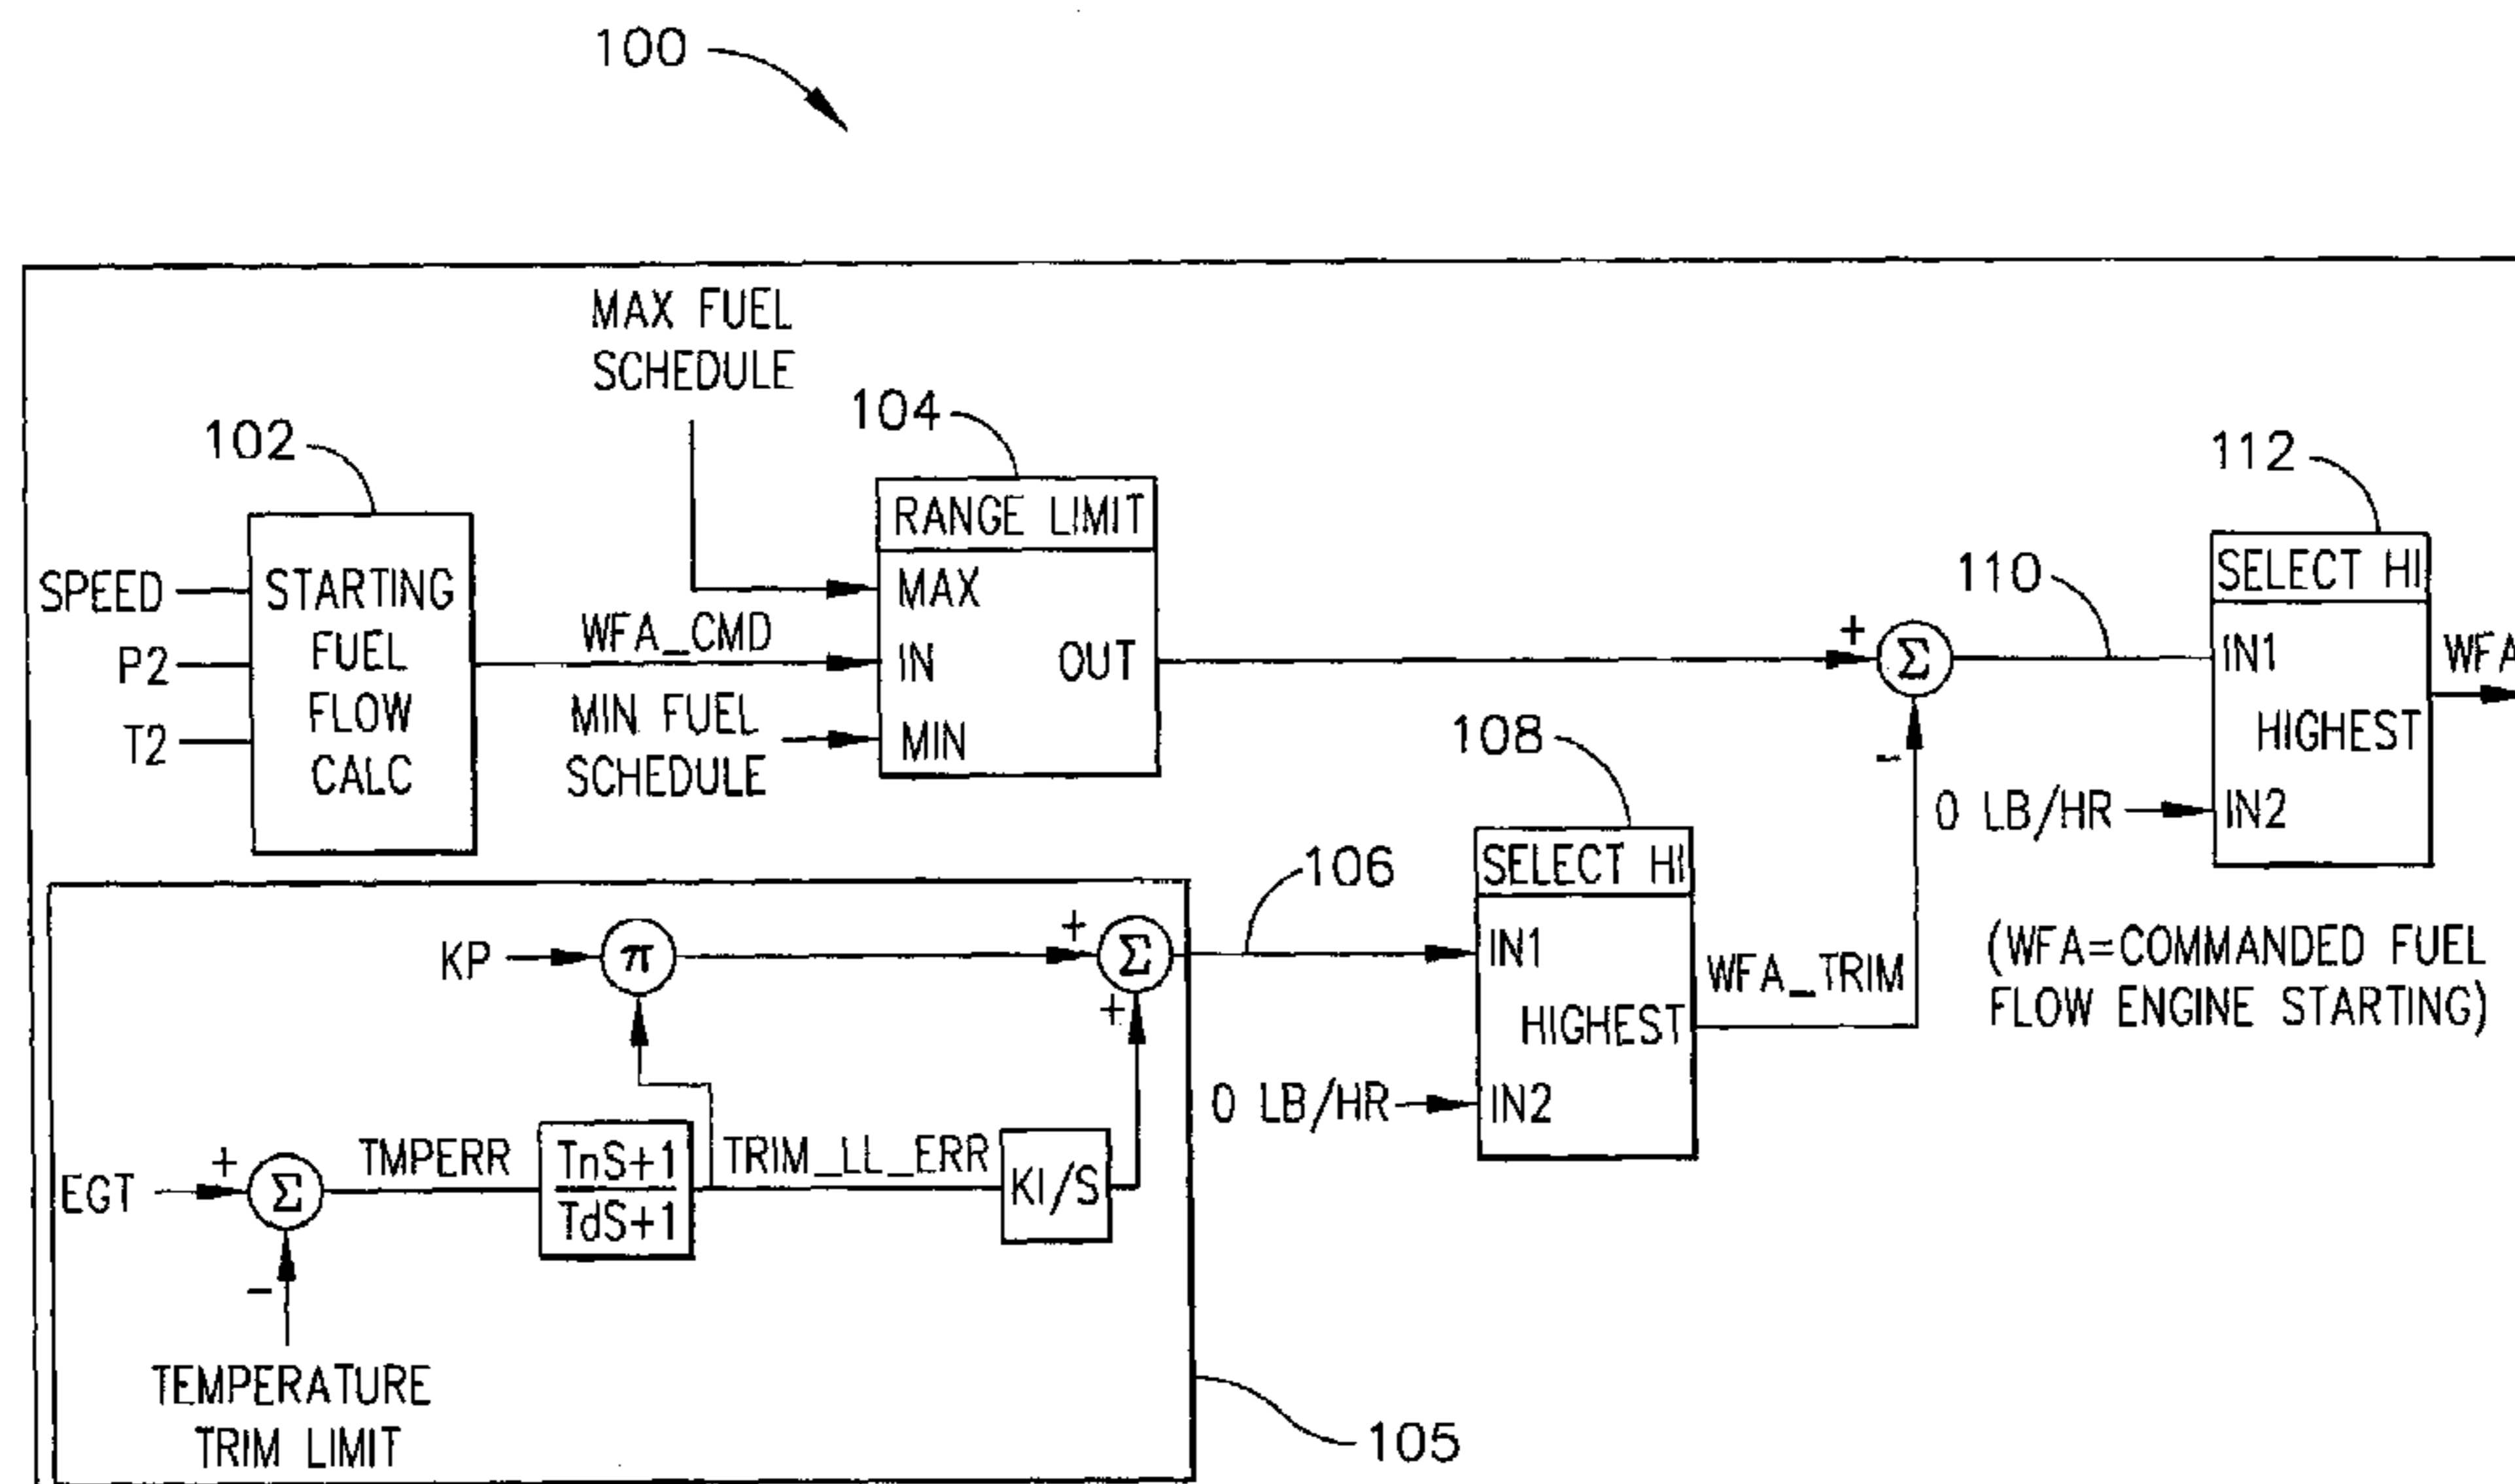 100
MAX FUEL
SCHEDULE
102
104
112
RANGE LIMIT
SELECT HI
SPEED
P2
T2
STARTING
FUEL
FLOW
CALC
WFA_CMD
MIN FUEL
SCHEDULE
MAX
IN
OUT
MIN
+
Σ
-
110
IN1
HIGHEST
IN2
WFA
0 LB/HR
108
SELECT HI
IN1
HIGHEST
IN2
106
WFA_TRIM
0 LB/HR
(WFA=COMMANDED FUEL
FLOW ENGINE STARTING)
KP
π
+
Σ
+
EGT
+
Σ
-
TMPERR
TnS+1
TdS+1
TRIM_LL_ERR
KI/S
TEMPERATURE
TRIM LIMIT
105